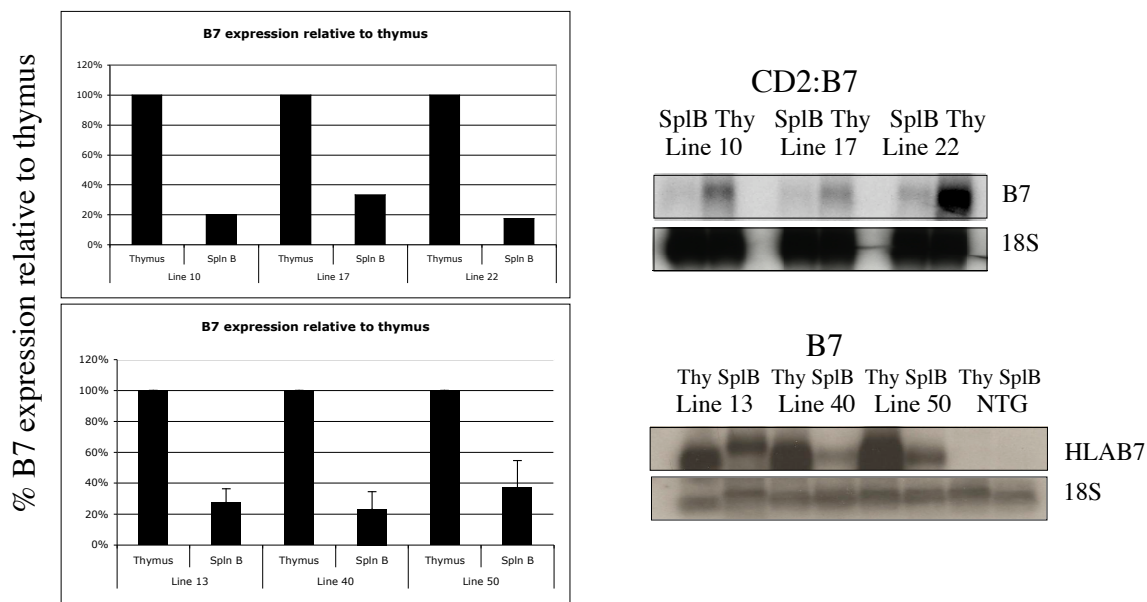 % B7 expression relative to thymus
B7 expression relative to thymus
120%
100%
80%
60%
40%
20%
0%
Thymus Spln B Thymus Spln B Thymus Spln B
Line 10 Line 17 Line 22
B7 expression relative to thymus
120%
100%
80%
60%
40%
20%
0%
Thymus Spln B Thymus Spln B Thymus Spln B
Line 13 Line 40 Line 50
CD2:B7
SplB Thy SplB Thy SplB Thy
Line 10 Line 17 Line 22
B7
18S
B7
Thy SplB Thy SplB Thy SplB Thy SplB
Line 13 Line 40 Line 50 NTG
HLAB7
18S